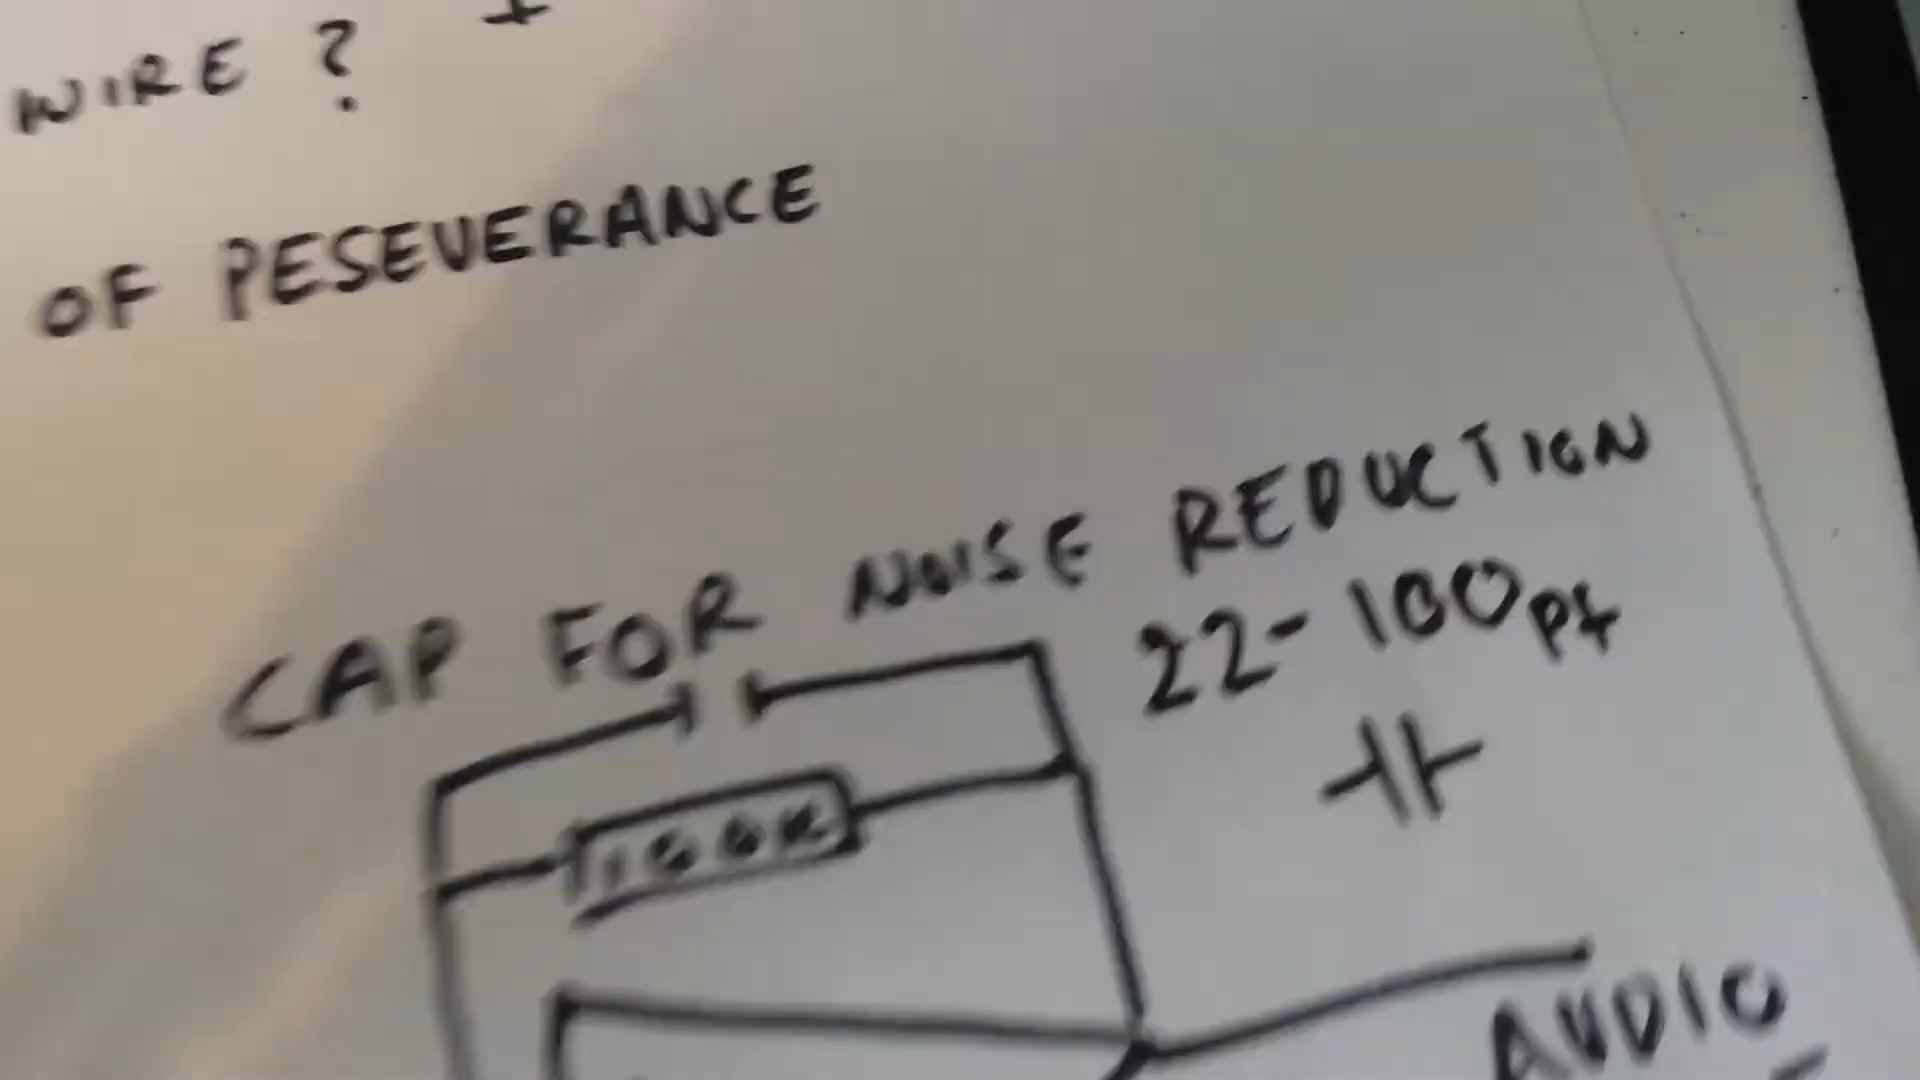 WIRE ?
OF PESEVERANCE
CAP FOR NOISE REDUCTION
22-100pf
100K
AUDIO